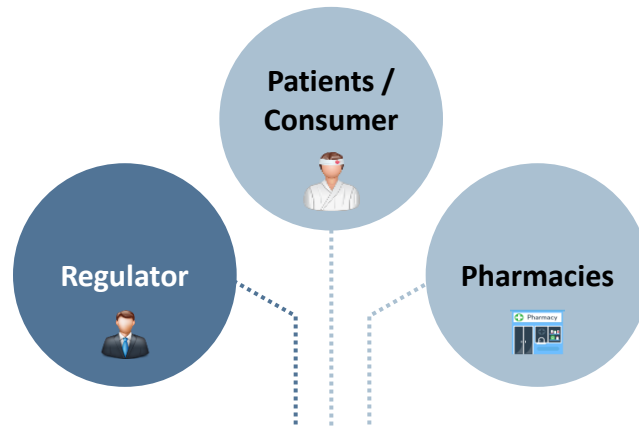 Patients /
Consumer
Regulator
Pharmacies
Pharmacy